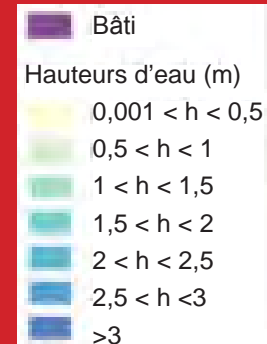 Bâti
Hauteurs d'eau (m)
0,001 < h < 0,5
0,5 < h < 1
1 < h < 1,5
1,5 < h < 2
2 < h < 2,5
2,5 < h <3
>3